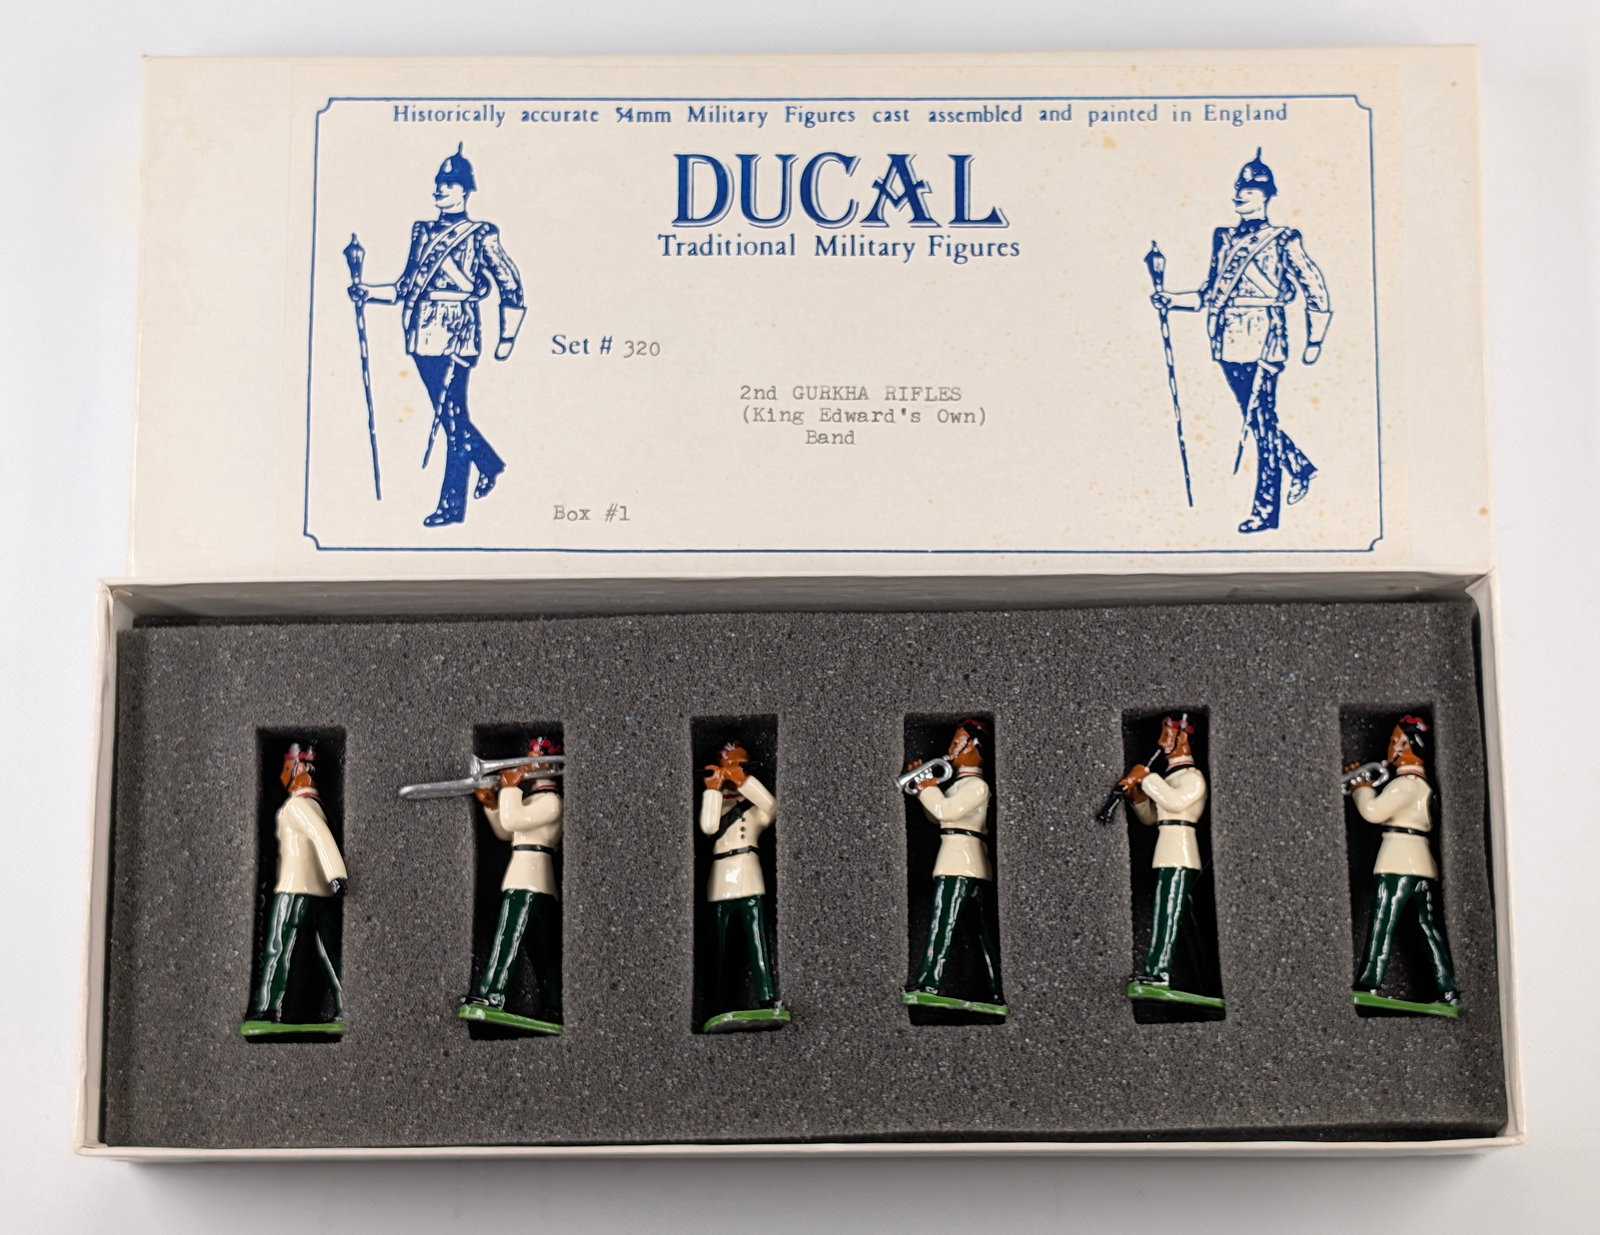 Historically accurate 54mm Military Figures cast assembled and painted in England
DUCAL
Traditional Military Figures
Set # 320
2nd GURKHA RIFLES
(King Edward's Own)
Band
Box #1